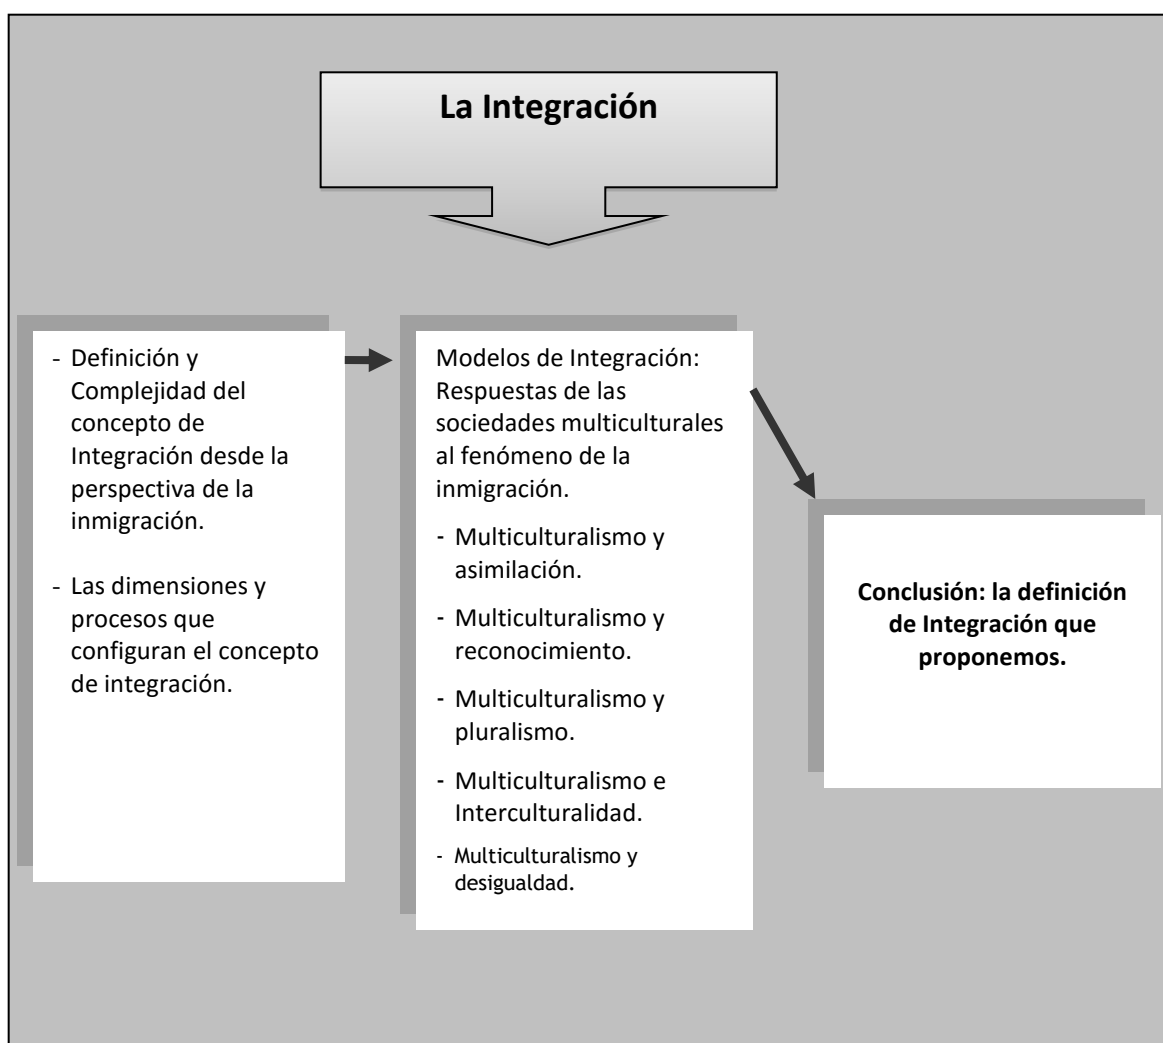 La Integración
- Definición y
Complejidad del
concepto de
Integración desde la
perspectiva de la
inmigración.
- Las dimensiones y
procesos que
configuran el concepto
de integración.
Modelos de Integración:
Respuestas de las
sociedades multiculturales
al fenómeno de la
inmigración.
- Multiculturalismo y
asimilación.
- Multiculturalismo y
reconocimiento.
- Multiculturalismo y
pluralismo.
- Multiculturalismo e
Interculturalidad.
- Multiculturalismo y
desigualdad.
Conclusión: la definición
de Integración que
proponemos.